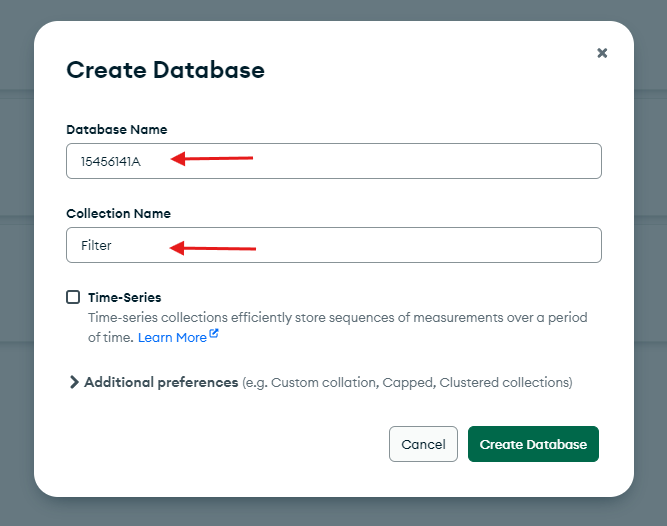 Create Database
Database Name
15456141A
Collection Name
Filter
Time-Series
Time-series collections efficiently store sequences of measurements over a period
of time. Learn More
Additional preferences (e.g. Custom collation, Capped, Clustered collections)
Cancel
Create Database